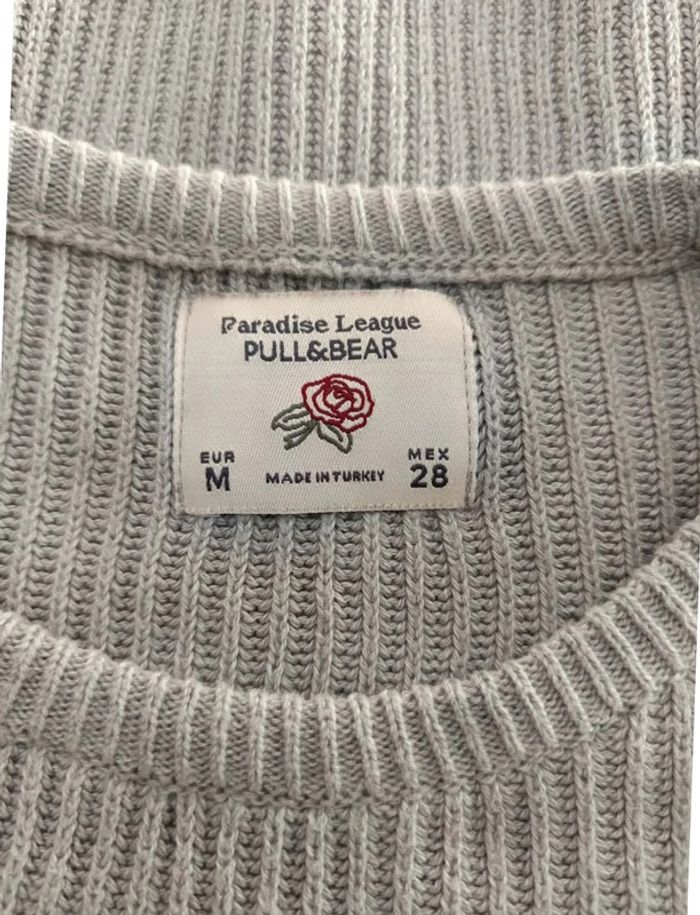 Paradise League
PULL&BEAR
EUR MEX
M MADE IN TURKEY 28